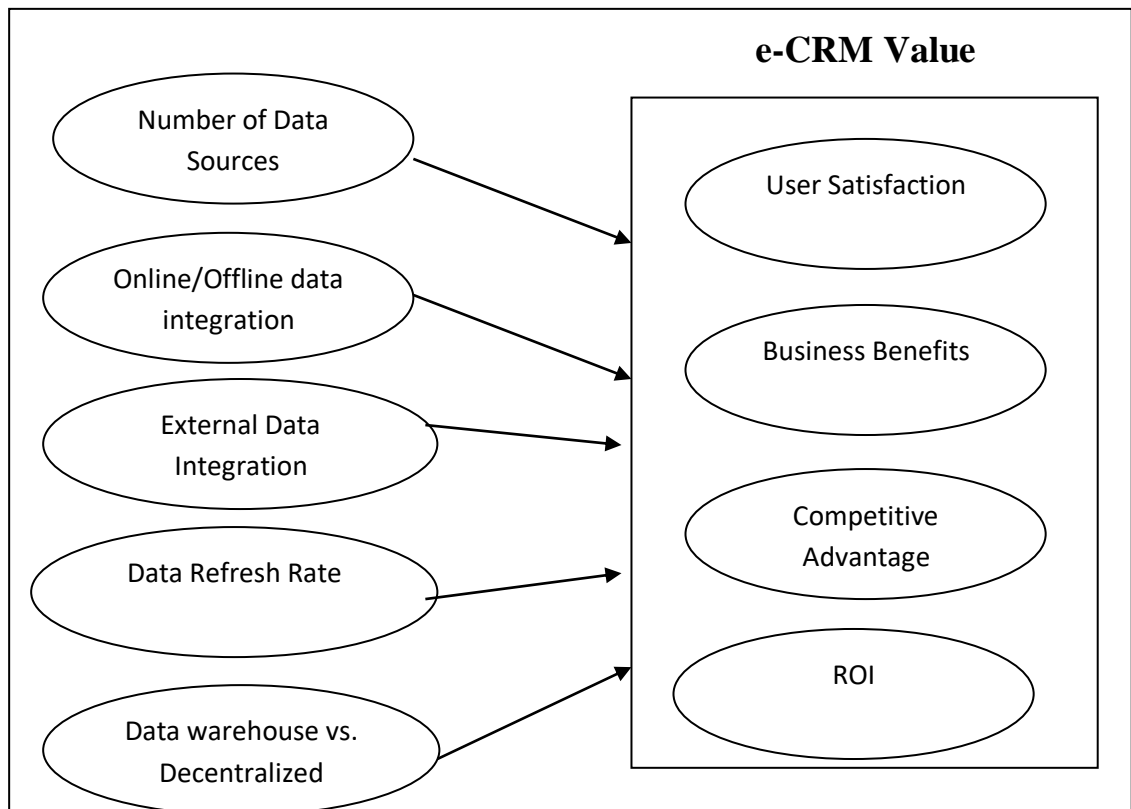 e-CRM Value
Number of Data
Sources
Online/Offline data
integration
External Data
Integration
Data Refresh Rate
Data warehouse vs.
Decentralized
User Satisfaction
Business Benefits
Competitive
Advantage
ROI